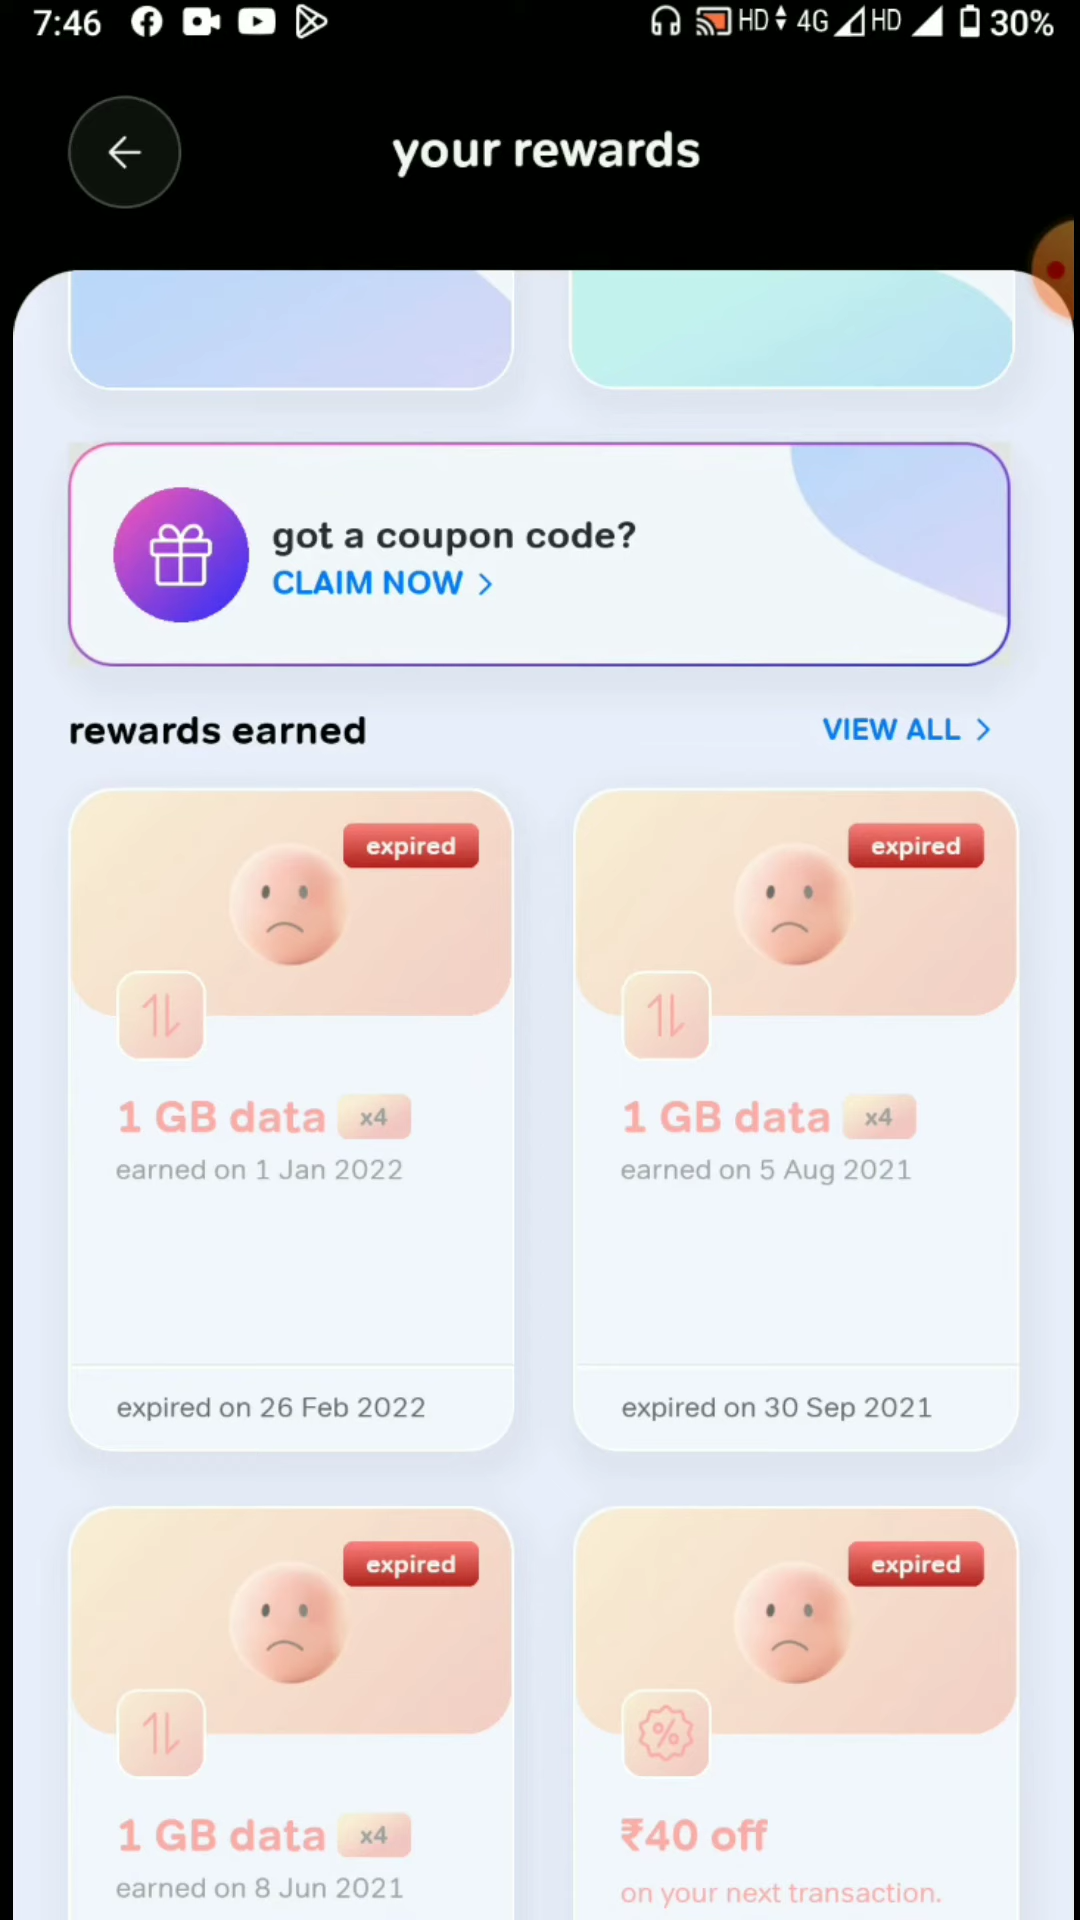 7:46 HD 4G HD 30%
your rewards
got a coupon code?
CLAIM NOW >
rewards earned VIEW ALL >
expired expired
1 GB data x4 1 GB data x4
earned on 1 Jan 2022 earned on 5 Aug 2021
expired on 26 Feb 2022 expired on 30 Sep 2021
expired expired
%
1 GB data x4 ₹40 off
earned on 8 Jun 2021 on your next transaction.